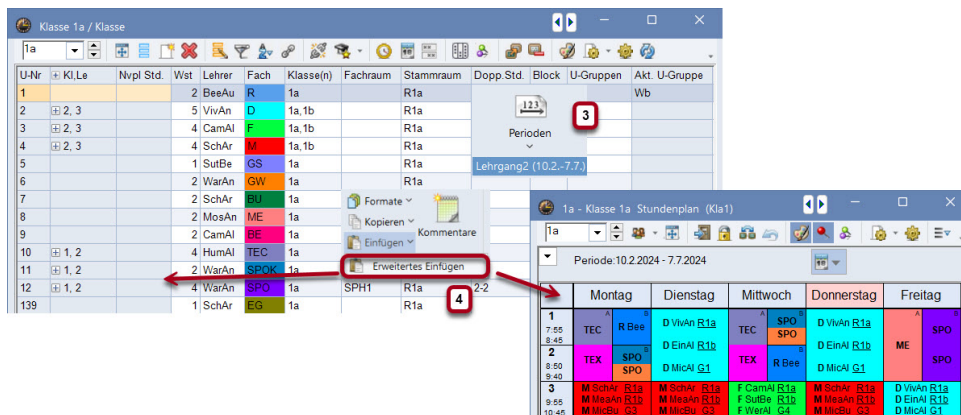 Klasse 1a / Klasse
1a
U-Nr Kl,Le Nvpl Std. Wst Lehrer Fach Klasse(n) Fachraum Stammraum Dopp.Std. Block U-Gruppen Akt. U-Gruppe
1 2 BeeAu R 1a R1a Wb
2 2, 3 5 VivAn D 1a,1b R1a
3 2, 3 4 CamAl F 1a,1b R1a
4 2, 3 4 SchAr M 1a,1b R1a
5 1 SutBe GS 1a R1a
6 2 WarAn GW 1a R1a
7 2 SchAr BU 1a
8 2 MosAn ME 1a
9 2 CamAl BE 1a
10 1, 2 4 HumAl TEC 1a
11 1, 2 2 WarAn SPOK 1a
12 1, 2 4 WarAn SPO 1a SPH1 R1a 2-2
139 1 SchAr EG 1a R1a
123
Perioden
Lehrgang2 (10.2.-7.7.)
3
Formate
Kopieren
Einfügen
Kommentare
Erweitertes Einfügen
4
1a - Klasse 1a Stundenplan (Kla1)
1a
Periode:10.2.2024 - 7.7.2024
Montag Dienstag Mittwoch Donnerstag Freitag
1
7:55
8:45
TEC A R Bee B D VivAn R1a TEC A SPO B SPO D VivAn R1a ME A SPO B
2
8:50
9:40
TEX SPO B SPO D EinAl R1b D MicAl G1 TEX R Bee B D EinAl R1b D MicAl G1 SPO
3
9:55
10:45
M SchAr R1a M SchAr R1a F CamAl R1a M SchAr R1a D VivAn R1a
M MeaAn R1b M MeaAn R1b F SutBe R1b M MeaAn R1b D EinAl R1b
M MicBu G3 M MicBu G3 F WerAl G4 M MicBu G3 D MicAl G1